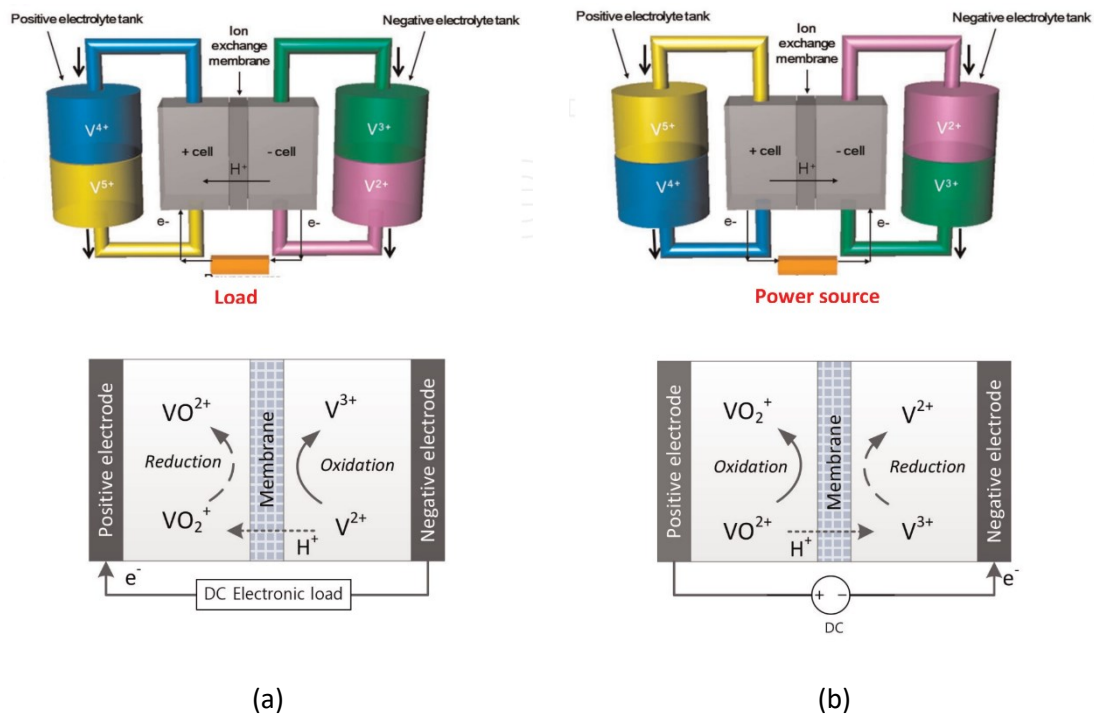 Positive electrolyte tank
Negative electrolyte tank
Ion
exchange
membrane
V⁴⁺
V⁵⁺
+ cell
- cell
H⁺
V³⁺
V²⁺
e-
e-
Load
Positive electrolyte tank
Negative electrolyte tank
Ion
exchange
membrane
V⁵⁺
V⁴⁺
+ cell
- cell
H⁺
V²⁺
V³⁺
e-
e-
Power source
Positive electrode
VO²⁺
Reduction
VO₂⁺
Membrane
V³⁺
Oxidation
V²⁺
H⁺
Negative electrode
e⁻
DC Electronic load
Positive electrode
VO₂⁺
Oxidation
VO²⁺
Membrane
V²⁺
Reduction
V³⁺
H⁺
Negative electrode
e⁻
+ −
DC
(a)
(b)